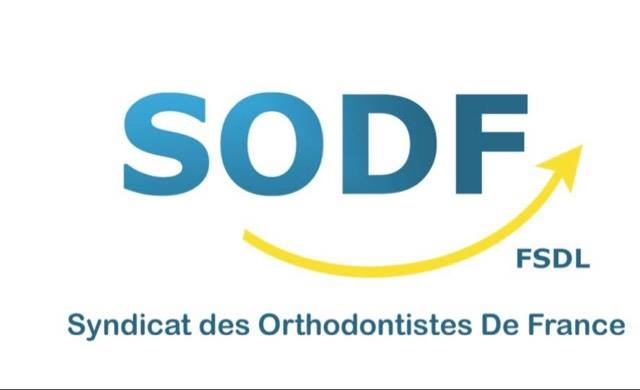 SODF
FSDL
Syndicat des Orthodontistes De France